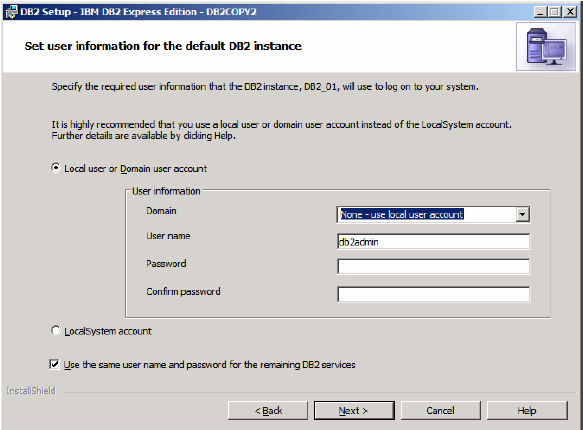 DB2 Setup - IBM DB2 Express Edition - DB2COPY2
Set user information for the default DB2 instance
Specify the required user information that the DB2 instance, DB2_01, will use to log on to your system.
It is highly recommended that you use a local user or domain user account instead of the LocalSystem account.
Further details are available by clicking Help.
Local user or Domain user account
User information
Domain
None - use local user account
User name
db2admin
Password
Confirm password
LocalSystem account
Use the same user name and password for the remaining DB2 services
InstallShield
< Back
Next >
Cancel
Help